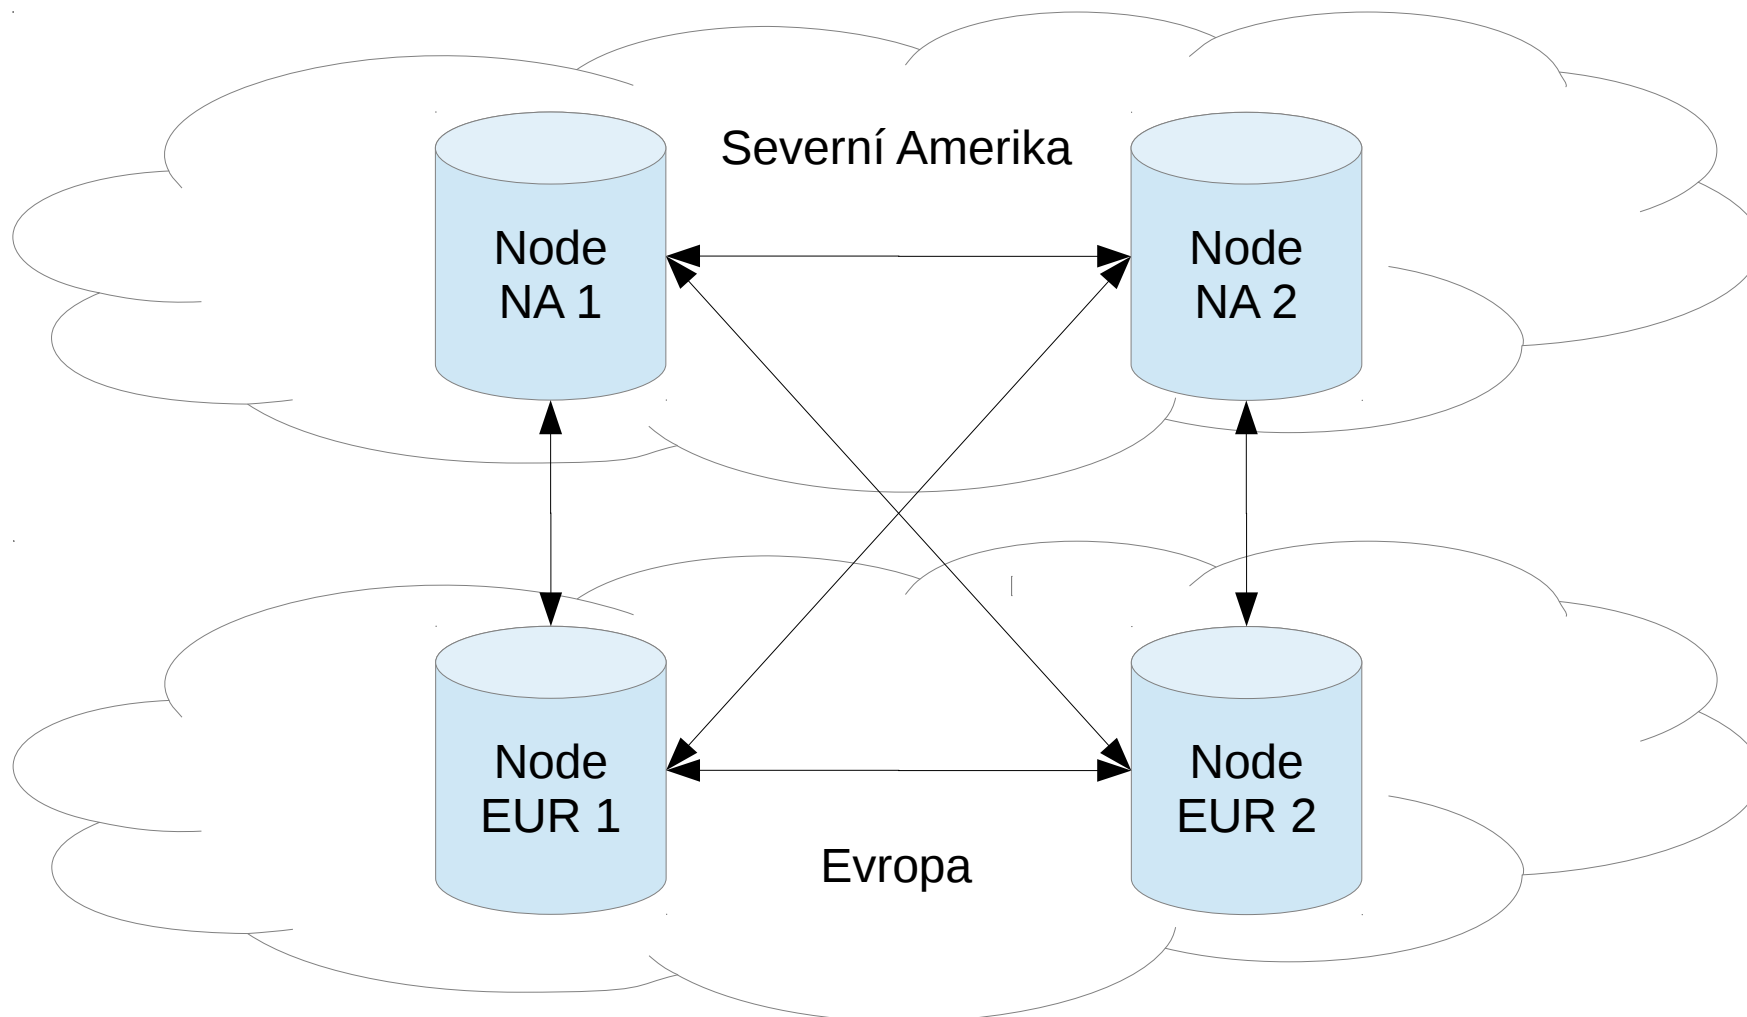 Severní Amerika
Node
NA 1
Node
NA 2
Node
EUR 1
Node
EUR 2
Evropa